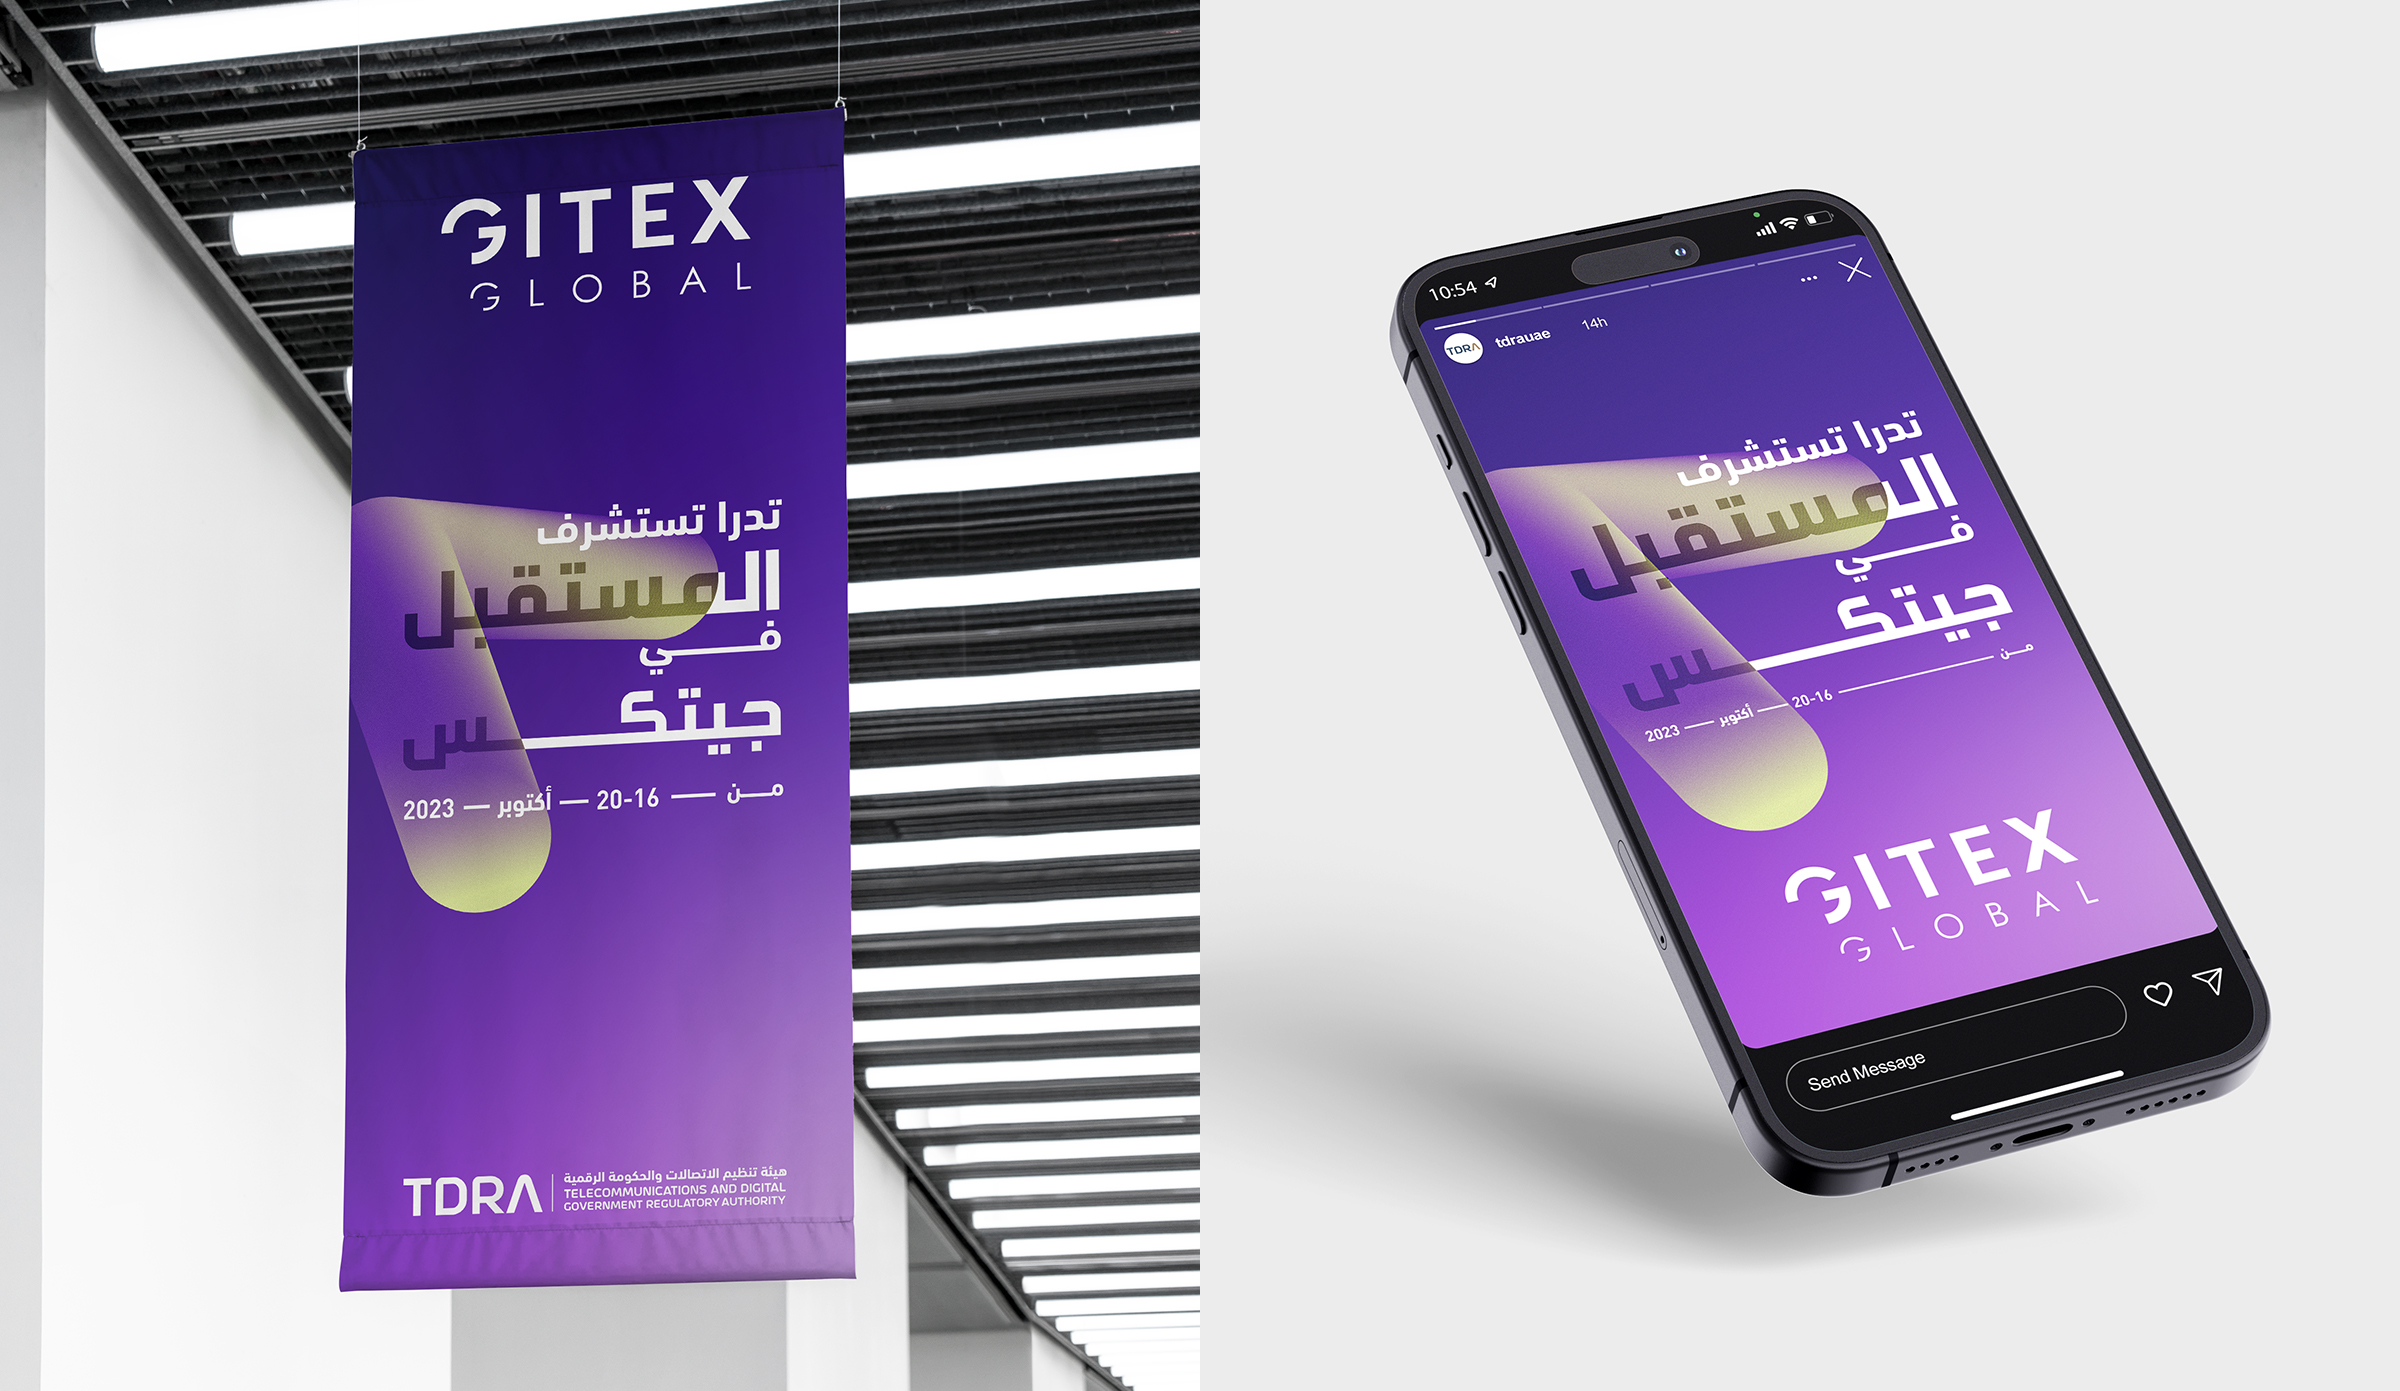 GITEX
GLOBAL
تدرا تستشرف
المستقبل
في
جيتكس
من — 16-20 — أكتوبر — 2023
TDRA
هيئة تنظيم الاتصالات والحكومة الرقمية
TELECOMMUNICATIONS AND DIGITAL
GOVERNMENT REGULATORY AUTHORITY
10:54
TDRA tdrauae 14h
تدرا تستشرف
المستقبل
في
جيتكس
من — 16-20 — أكتوبر — 2023
GITEX
GLOBAL
Send Message